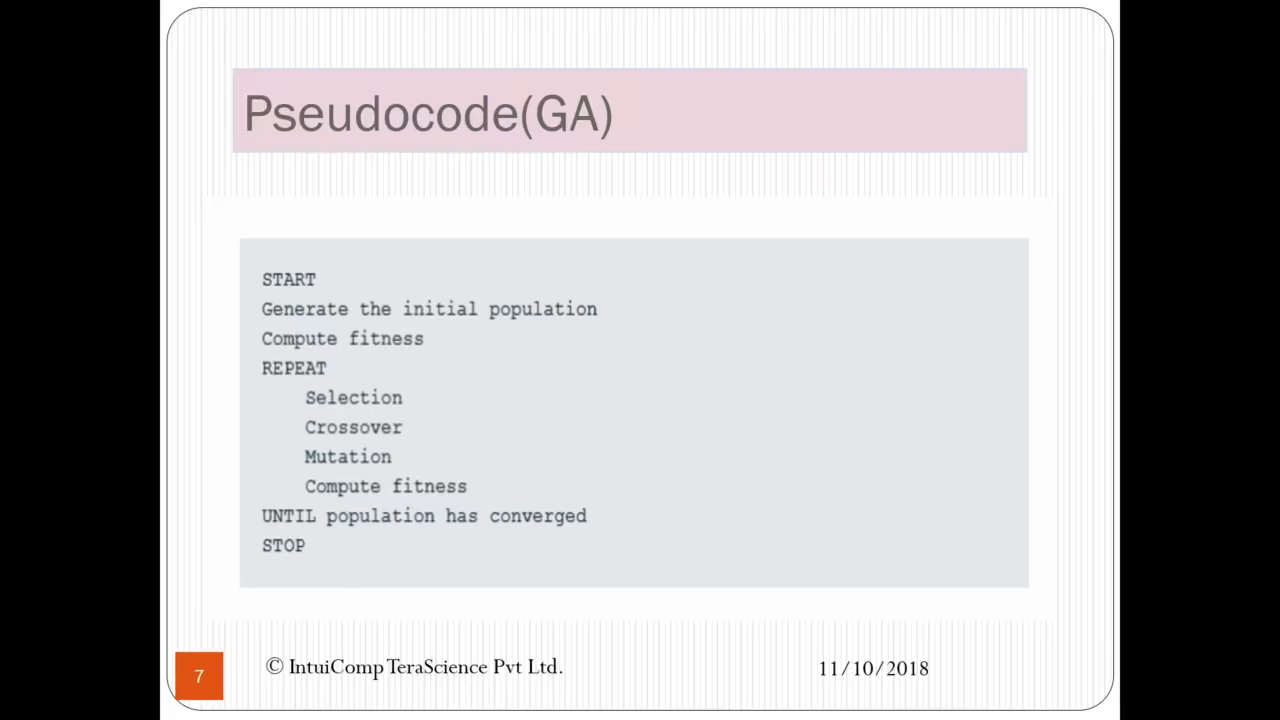 Pseudocode(GA)
START
Generate the initial population
Compute fitness
REPEAT
Selection
Crossover
Mutation
Compute fitness
UNTIL population has converged
STOP
7
© IntuiComp TeraScience Pvt Ltd.
11/10/2018